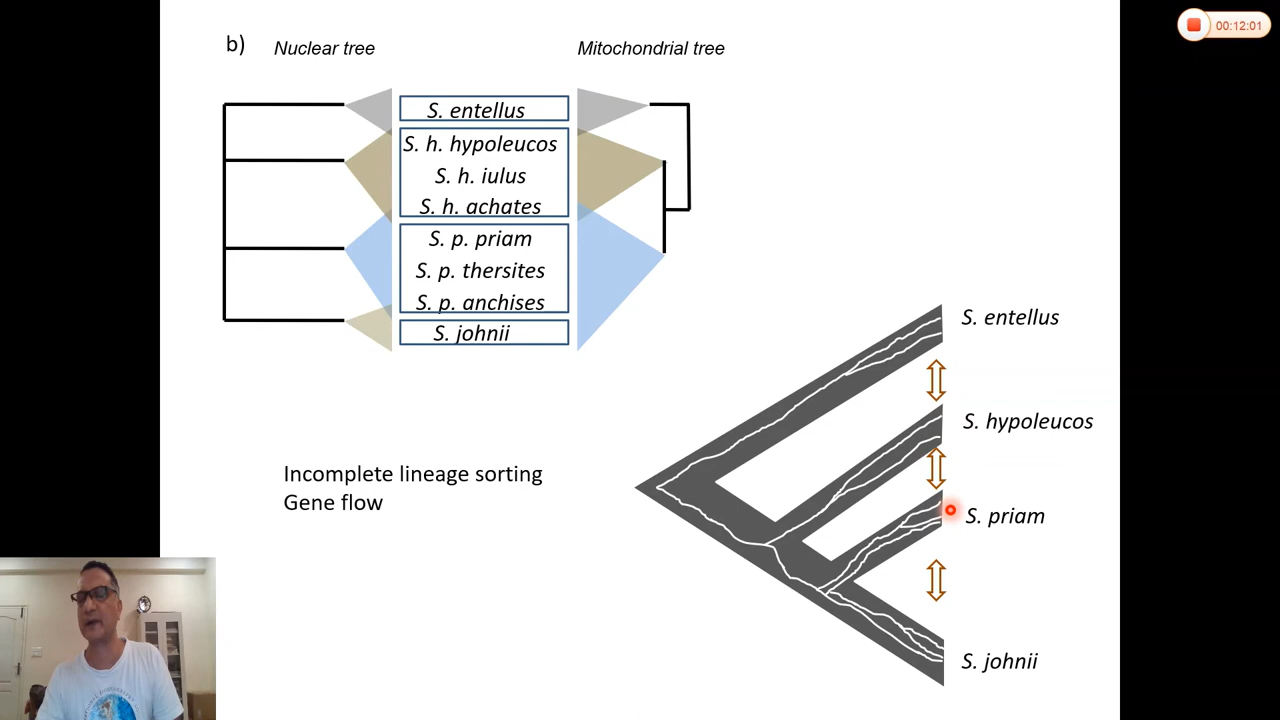 b) Nuclear tree Mitochondrial tree
00:12:01
S. entellus
S. h. hypoleucos
S. h. iulus
S. h. achates
S. p. priam
S. p. thersites
S. p. anchises
S. johnii
S. entellus
S. hypoleucos
S. priam
S. johnii
Incomplete lineage sorting
Gene flow